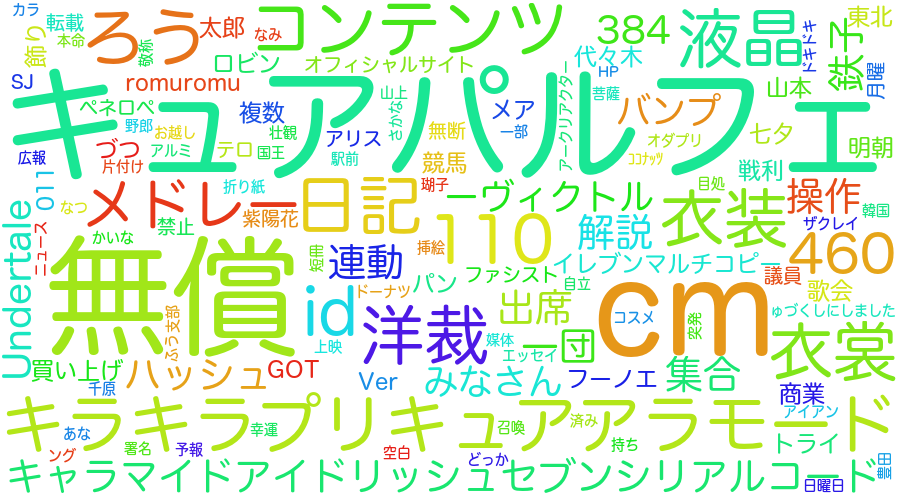 カラ
転載
本命
飾り
敬称
ろう
太郎
なみ
コンテンツ
384
液晶
東北
SJ
romuromu
ロビン
オフィシャルサイト
代々木
HP
ドキドキ
鉄子
月曜
キュアパルフェ
ペネロペ
野郎
複数
お越し
壮観
山上
さかな
メア
一部
菩薩
アークリアクター
バンプ
山本
七夕
明朝
広報
づつ
片付け
アルミ
テロ
国王
アリス
駅前
無断
競馬
オダプリ
ココナッツ
戦利
011
なつ
メドレー
折り紙
紫陽花
日記
瑚子
ーヴィクトル
110
目処
衣装
操作
韓国
ザクレイ
Undertale
ニュース
かいな
禁止
短冊
連動
挿絵
解説
460
無償
id
ドーナツ
パン
ファシスト
イレブンマルチコピー
自立
議員
歌会
ふう支部
上映
洋裁
出席
cm
コスメ
突発
ゅづくしにしました
買い上げ
千原
ハッシュ
GOT
媒体
エッセイ
一団
衣裳
Ver
みなさん
フーノエ
集合
商業
アイアン
キラキラプリキュアアラモード
あな
ング
署名
予報
幸運
空白
召喚
どっか
済み
持ち
トライ
豊田
キャラマイドアイドリッシュセブンシリアルコード
日曜日